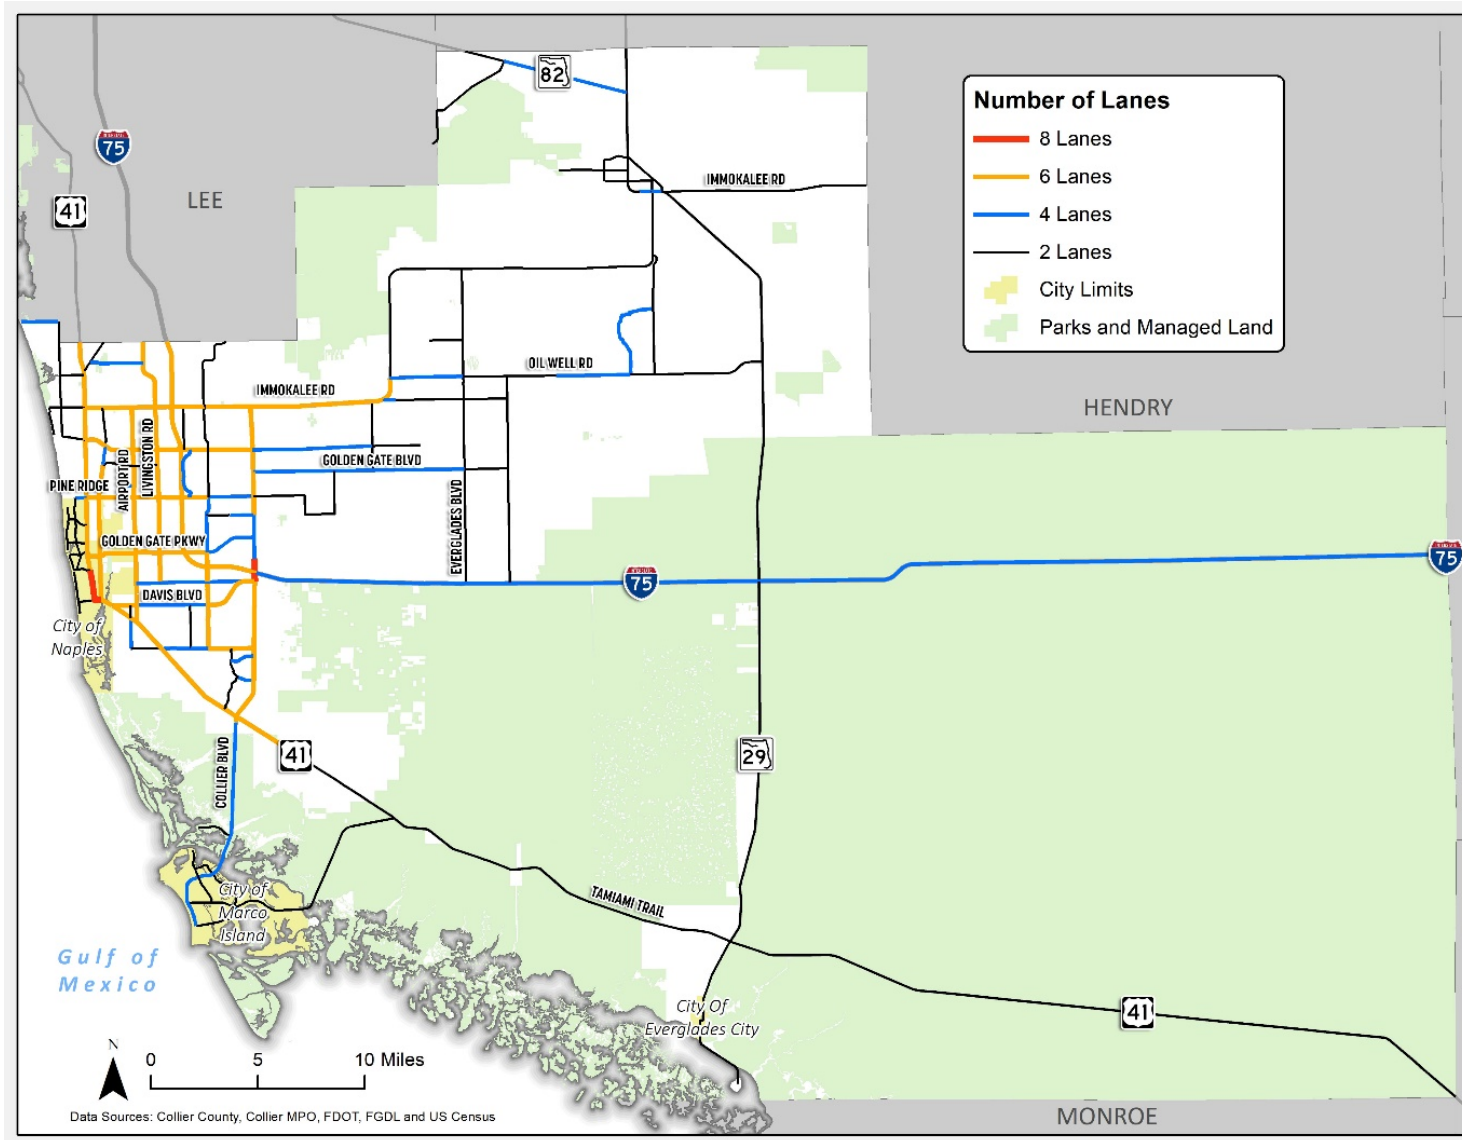 82
Number of Lanes
8 Lanes
6 Lanes
4 Lanes
2 Lanes
City Limits
Parks and Managed Land
75
LEE
41
IMMOKALEE RD
HENDRY
OIL WELL RD
IMMOKALEE RD
LIVINGSTON RD
AIRPORT RD
GOLDEN GATE BLVD
PINE RIDGE
EVERGLADES BLVD
GOLDEN GATE PKWY
75
75
DAVIS BLVD
City of
Naples
41
29
COLLIER BLVD
City of
Marco
Island
TAMIAMI TRAIL
Gulf of
Mexico
City Of
Everglades City
41
N
0 5 10 Miles
Data Sources: Collier County, Collier MPO, FDOT, FGDL and US Census
MONROE